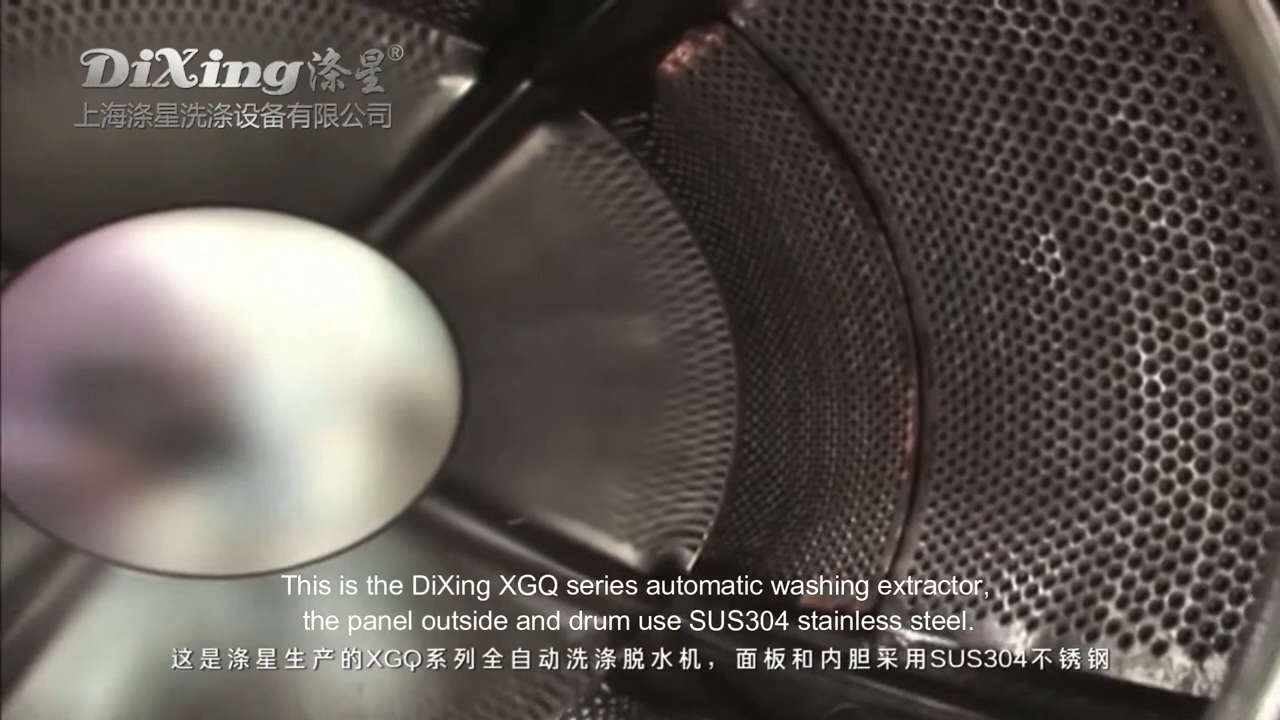 DiXing涤星®
上海涤星洗涤设备有限公司
This is the DiXing XGQ series automatic washing extractor,
the panel outside and drum use SUS304 stainless steel.
这是涤星生产的XGQ系列全自动洗涤脱水机，面板和内胆采用SUS304不锈钢